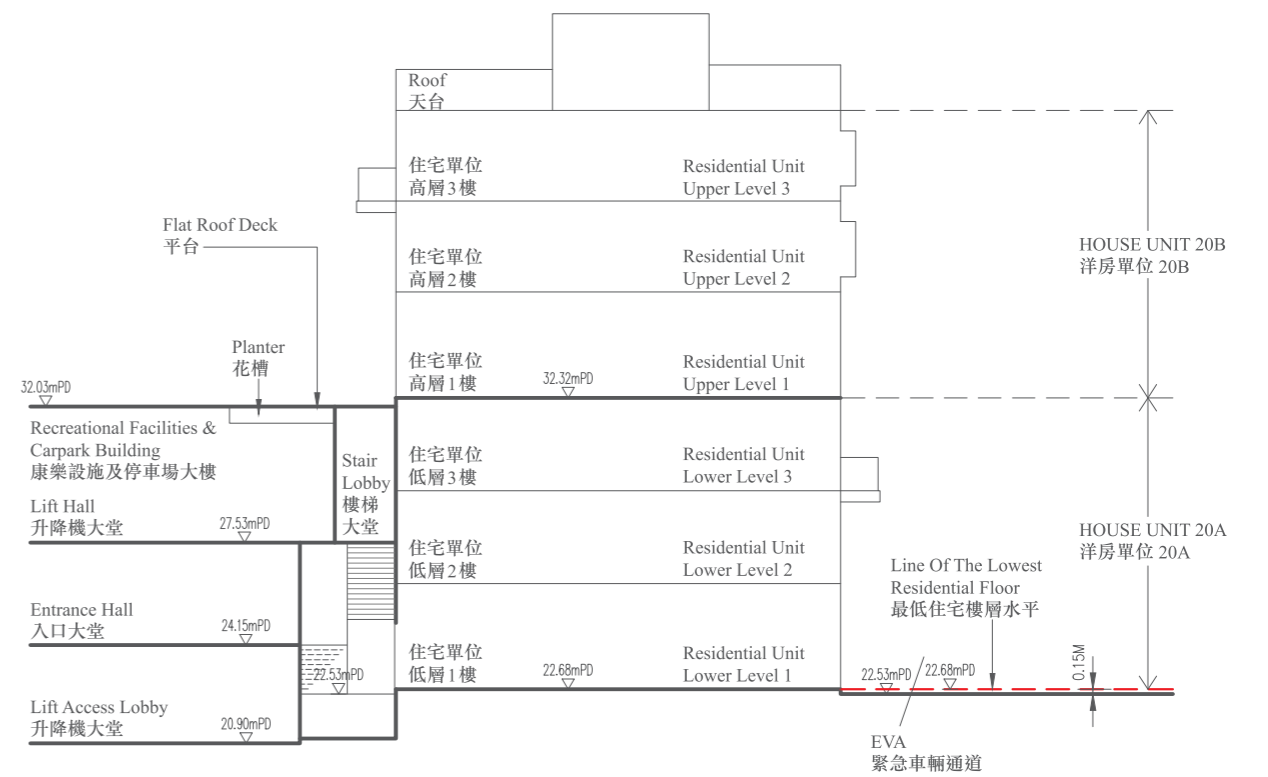 Roof
天台
住宅單位
高層3樓
Residential Unit
Upper Level 3
Flat Roof Deck
平台
住宅單位
高層2樓
Residential Unit
Upper Level 2
HOUSE UNIT 20B
洋房單位 20B
Planter
花槽
住宅單位
高層1樓
32.32mPD
Residential Unit
Upper Level 1
32.03mPD
Recreational Facilities &
Carpark Building
康樂設施及停車場大樓
Stair
Lobby
樓梯
大堂
住宅單位
低層3樓
Residential Unit
Lower Level 3
Lift Hall
升降機大堂
27.53mPD
住宅單位
低層2樓
Residential Unit
Lower Level 2
HOUSE UNIT 20A
洋房單位 20A
Line Of The Lowest
Residential Floor
最低住宅樓層水平
Entrance Hall
入口大堂
24.15mPD
住宅單位
低層1樓
22.68mPD
Residential Unit
Lower Level 1
22.53mPD
22.53mPD
22.68mPD
0.15M
Lift Access Lobby
升降機大堂
20.90mPD
EVA
緊急車輛通道